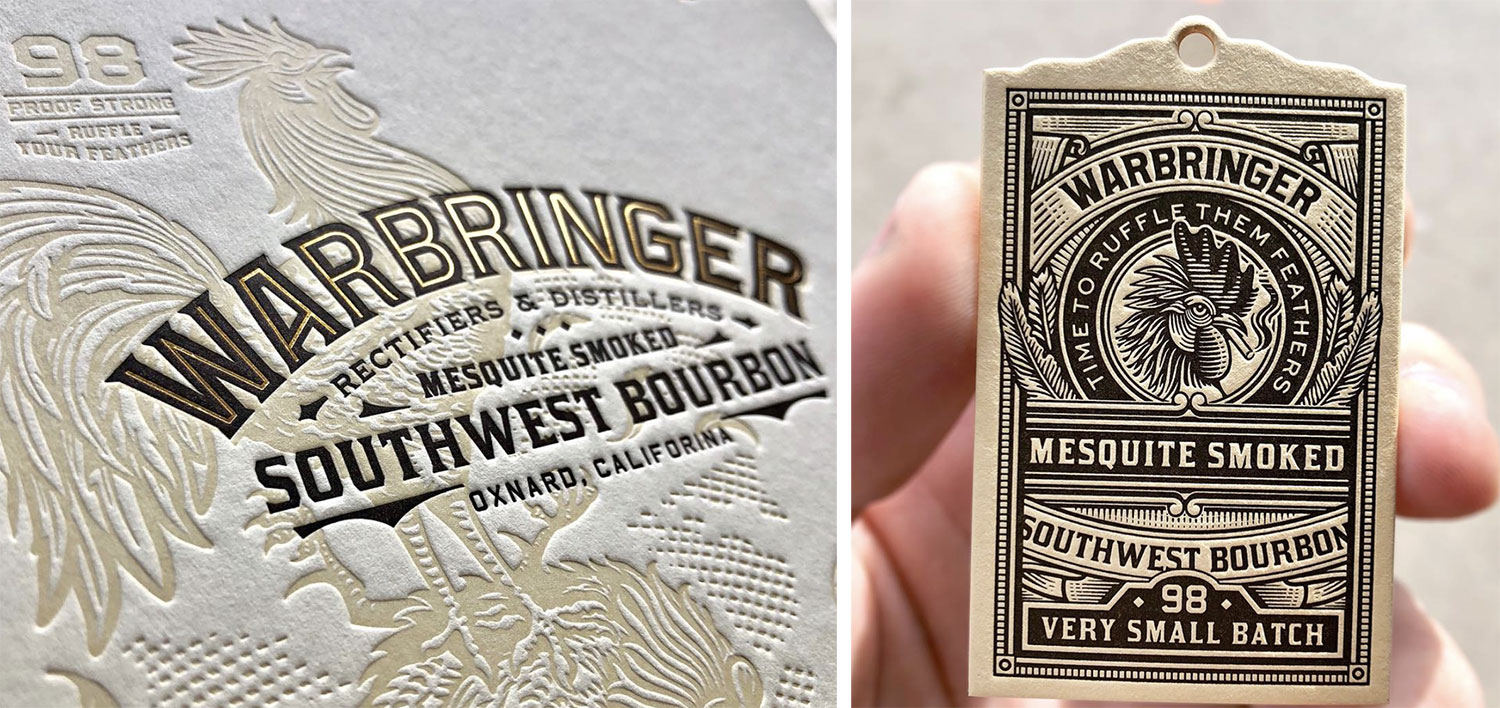 98
PROOF STRONG
RUFFLE
YOUR FEATHERS
WARBRINGER
RECTIFIERS & DISTILLERS
MESQUITE SMOKED
SOUTHWEST BOURBON
OXNARD, CALIFORINA
WARBRINGER
TIME TO RUFFLE THEM FEATHERS
MESQUITE SMOKED
SOUTHWEST BOURBON
98
VERY SMALL BATCH